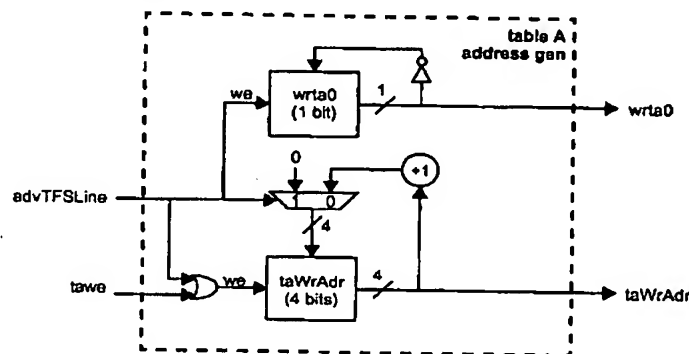 table A
address gen
wrta0
(1 bit)
we
1
wrta0
0
+1
advTFSLine
1 0
4
tawe
we
taWrAdr
(4 bits)
4
taWrAdr